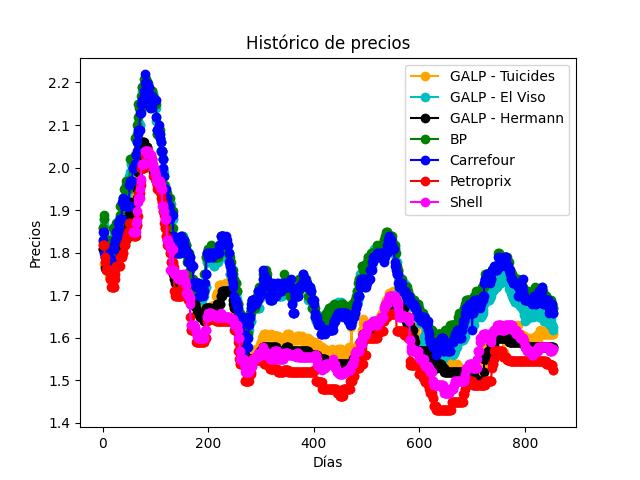 Histórico de precios
Precios
2.2
2.1
2.0
1.9
1.8
1.7
1.6
1.5
1.4
GALP - Tuicides
GALP - El Viso
GALP - Hermann
BP
Carrefour
Petroprix
Shell
0
200
400
600
800
Días